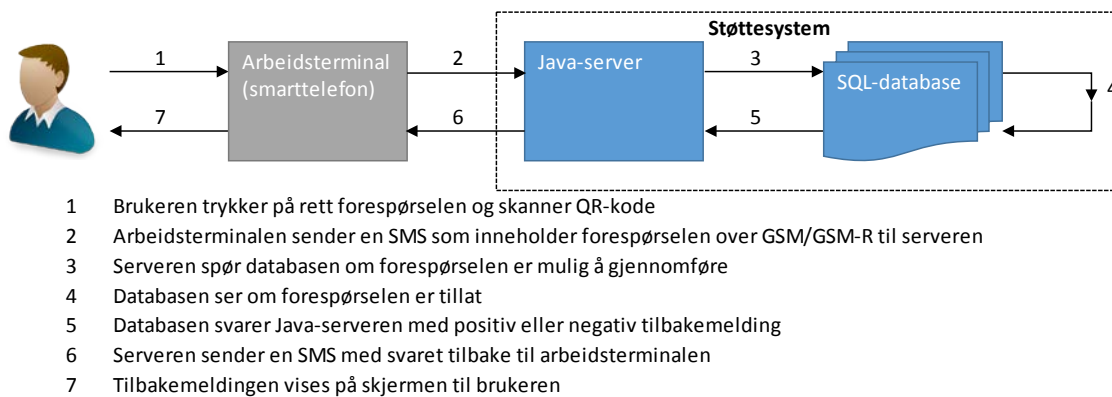 Støttesystem
1
Arbeidsterminal
(smarttelefon)
2
Java-server
3
SQL-database
4
7
6
5
1 Brukeren trykker på rett forespørselen og skanner QR-kode
2 Arbeidsterminalen sender en SMS som inneholder forespørselen over GSM/GSM-R til serveren
3 Serveren spør databasen om forespørselen er mulig å gjennomføre
4 Databasen ser om forespørselen er tillat
5 Databasen svarer Java-serveren med positiv eller negativ tilbakemelding
6 Serveren sender en SMS med svaret tilbake til arbeidsterminalen
7 Tilbakemeldingen vises på skjermen til brukeren